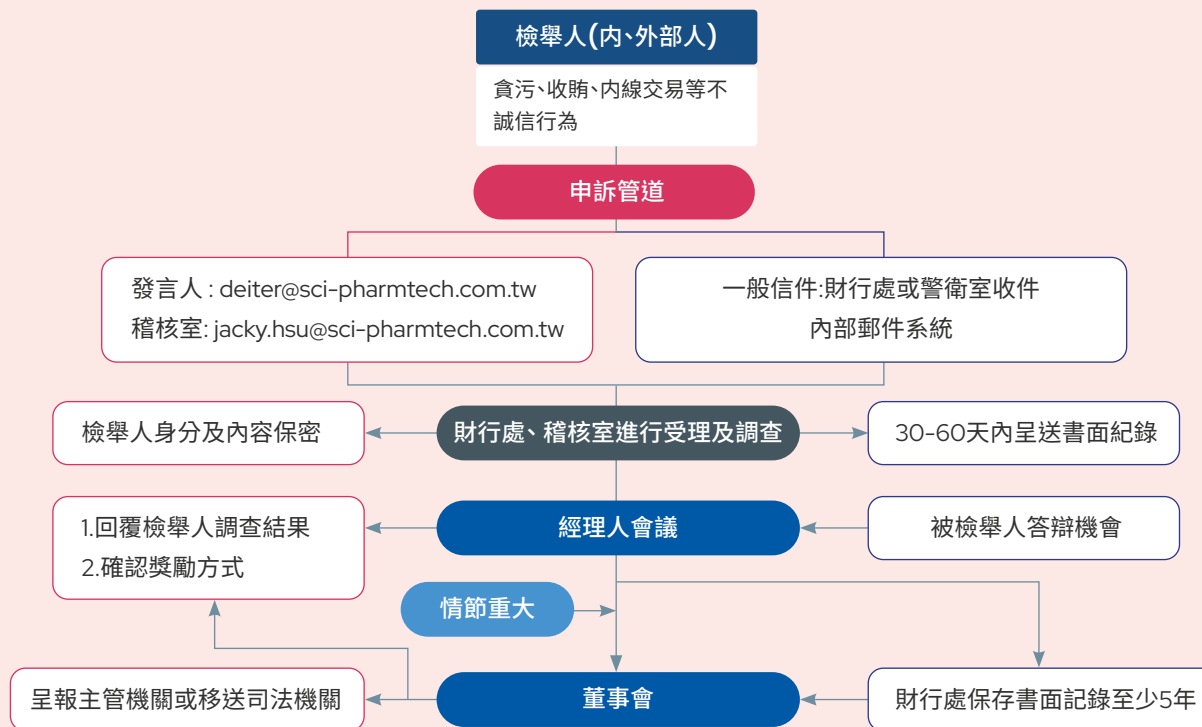 檢舉人(內、外部人)
貪污、收賄、內線交易等不
誠信行為
申訴管道
發言人 : deiter@sci-pharmtech.com.tw
稽核室: jacky.hsu@sci-pharmtech.com.tw
一般信件:財行處或警衛室收件
內部郵件系統
檢舉人身分及內容保密
財行處、稽核室進行受理及調查
30-60天內呈送書面紀錄
1.回覆檢舉人調查結果
2.確認獎勵方式
經理人會議
被檢舉人答辯機會
情節重大
呈報主管機關或移送司法機關
董事會
財行處保存書面記錄至少5年